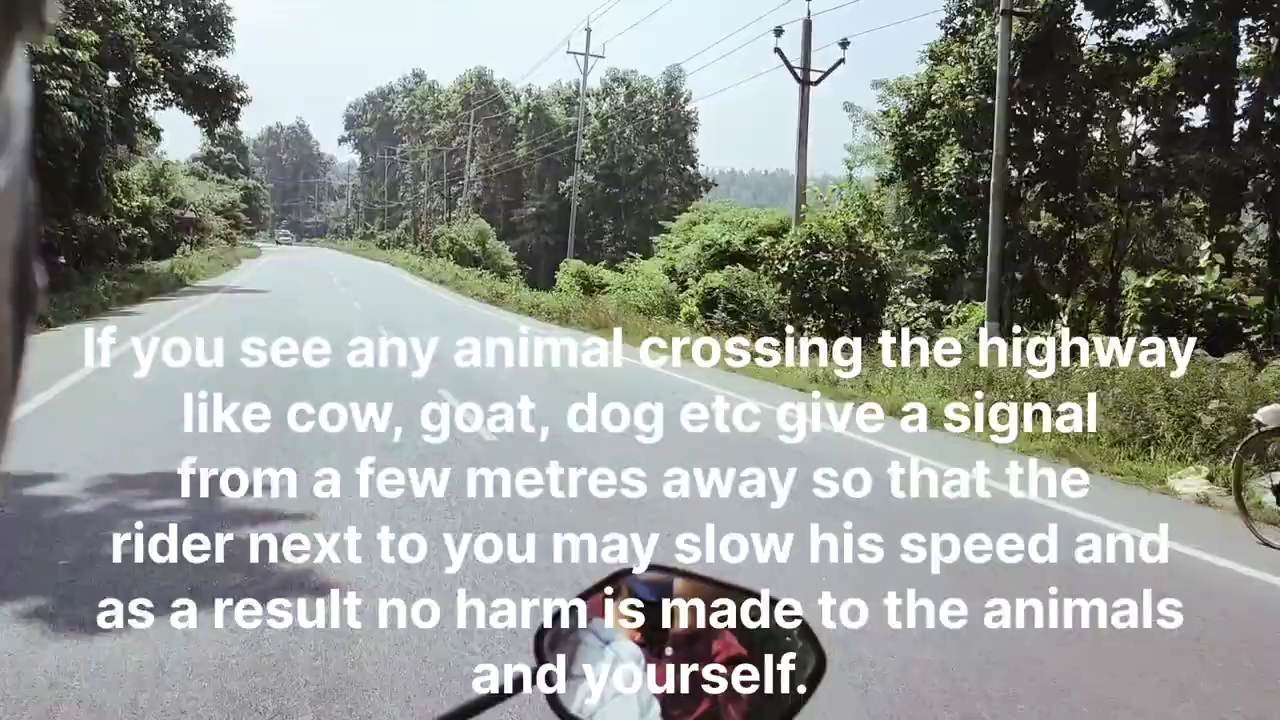 If you see any animal crossing the highway
like cow, goat, dog etc give a signal
from a few metres away so that the
rider next to you may slow his speed and
as a result no harm is made to the animals
and yourself.